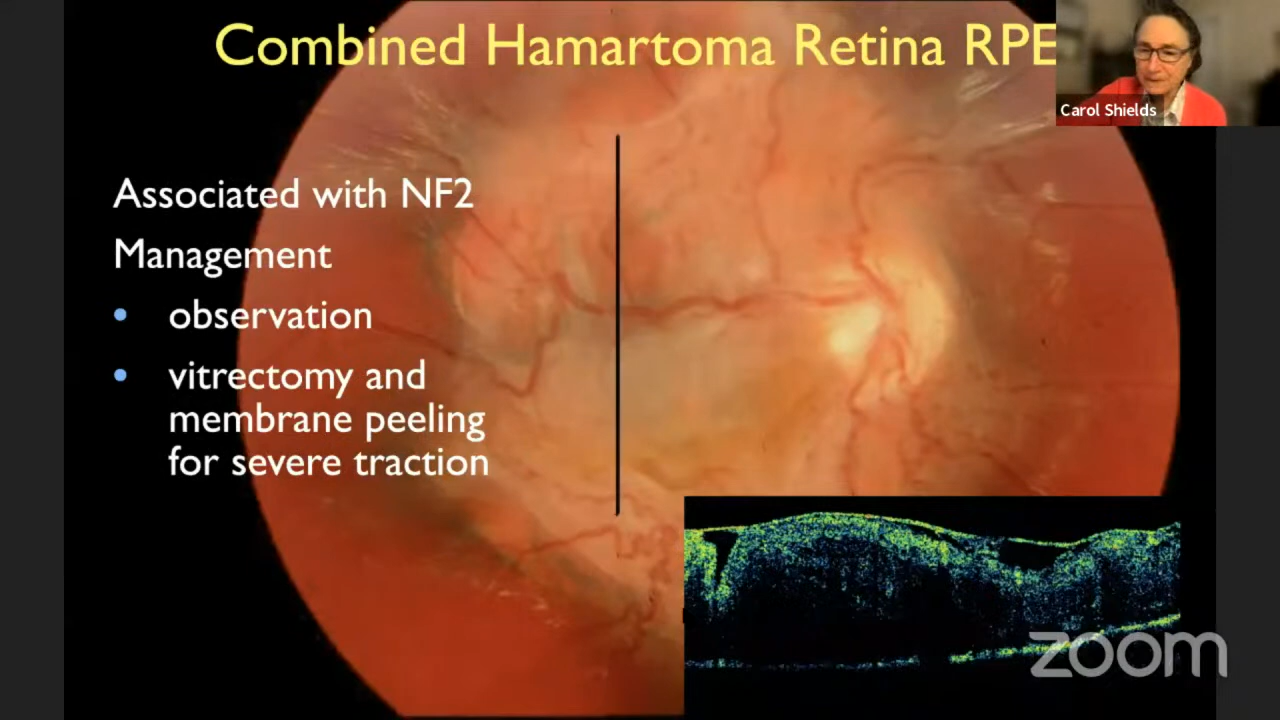 Combined Hamartoma Retina RPE
Carol Shields
Associated with NF2
Management
• observation
• vitrectomy and
membrane peeling
for severe traction
zoom